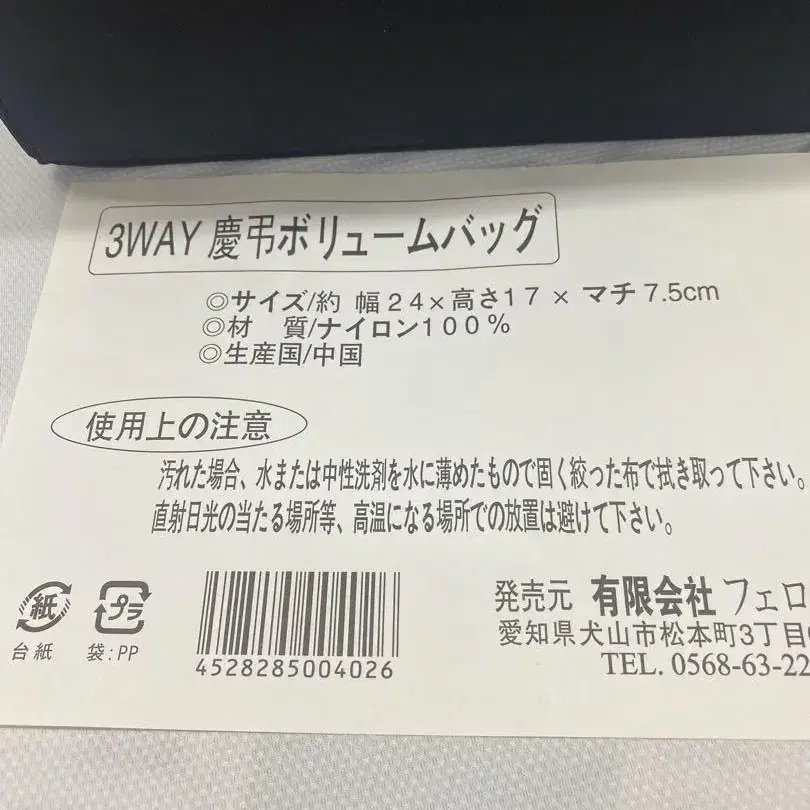 3WAY 慶弔ボリュームバッグ
◎サイズ/約 幅24×高さ17×マチ7.5cm
◎材 質/ナイロン100%
◎生産国/中国
使用上の注意
汚れた場合、水または中性洗剤を水に薄めたもので固く絞った布で拭き取って下さい。
直射日光の当たる場所等、高温になる場所での放置は避けて下さい。
紙 プラ
台紙 袋:PP
4528285004026
発売元 有限会社 フェロ
愛知県犬山市松本町3丁目
TEL. 0568-63-22